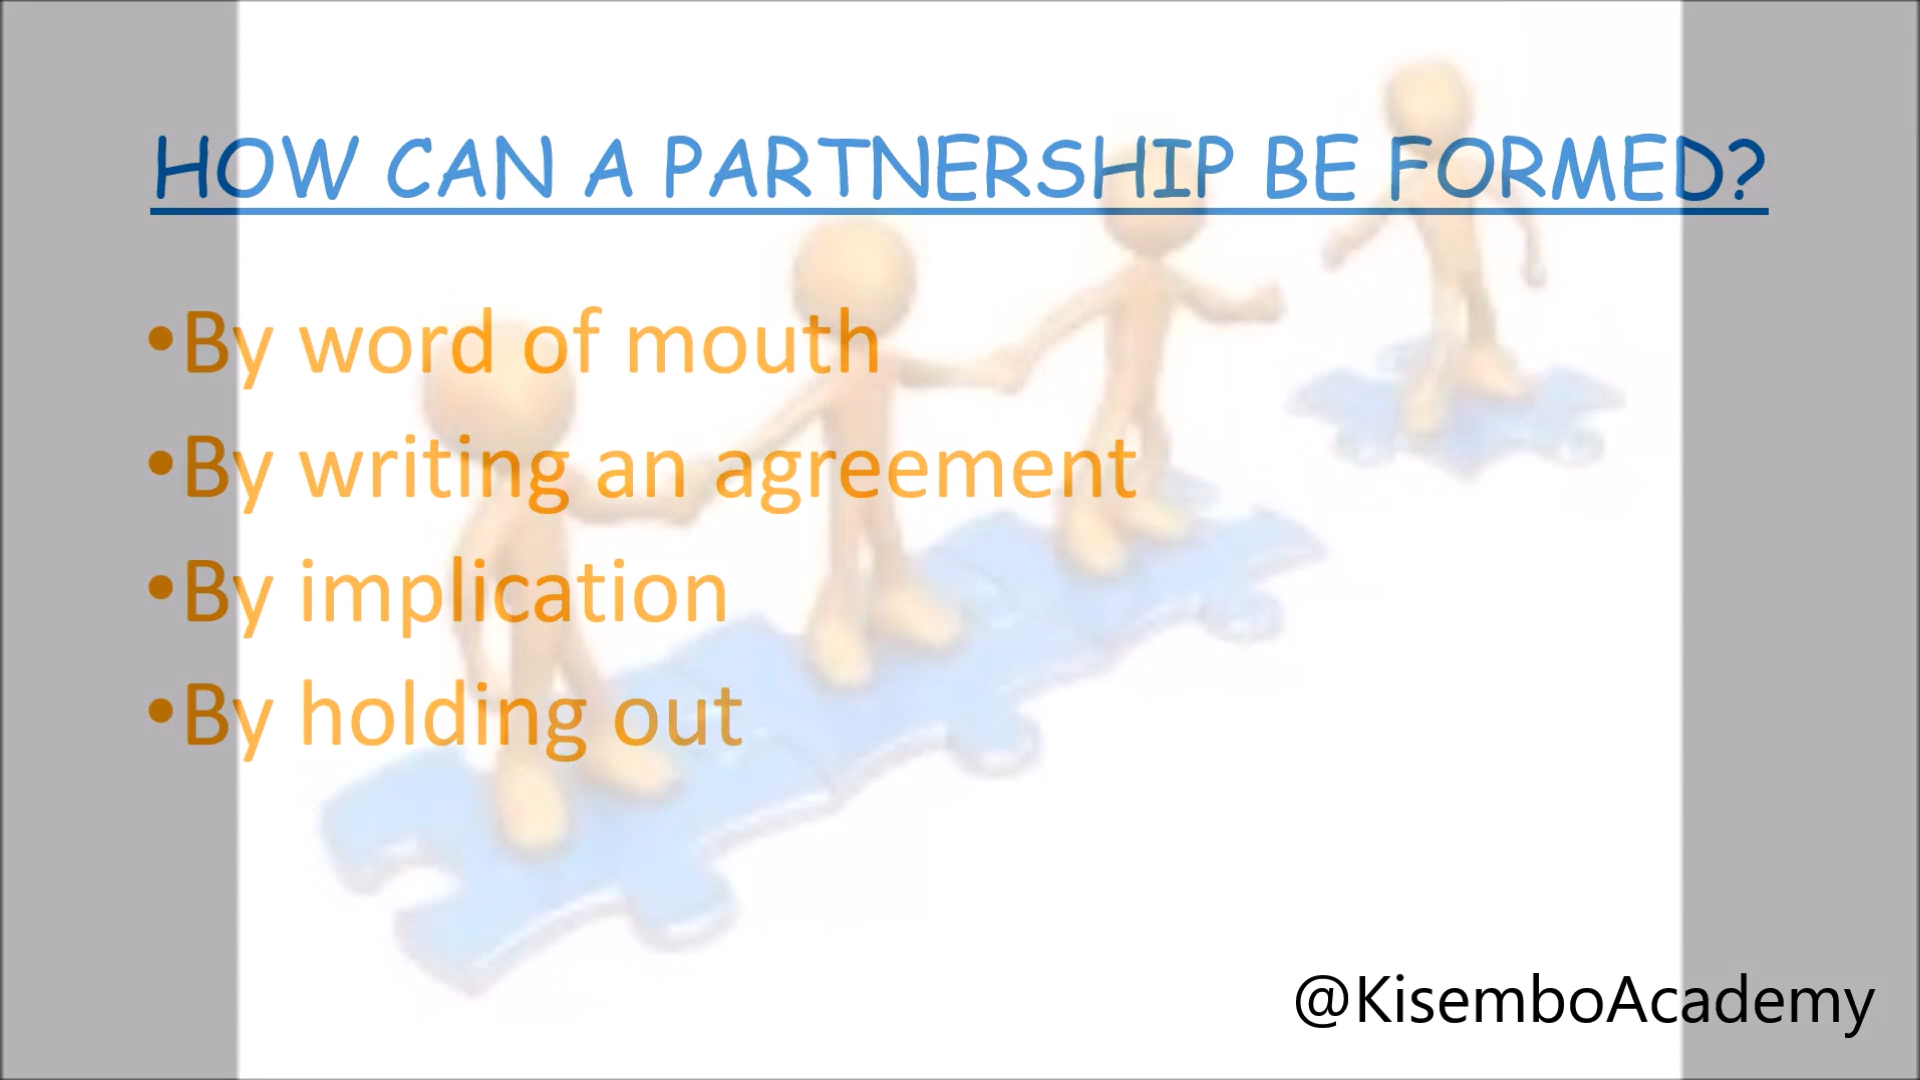 HOW CAN A PARTNERSHIP BE FORMED?
•By word of mouth
•By writing an agreement
•By implication
•By holding out
@KisemboAcademy